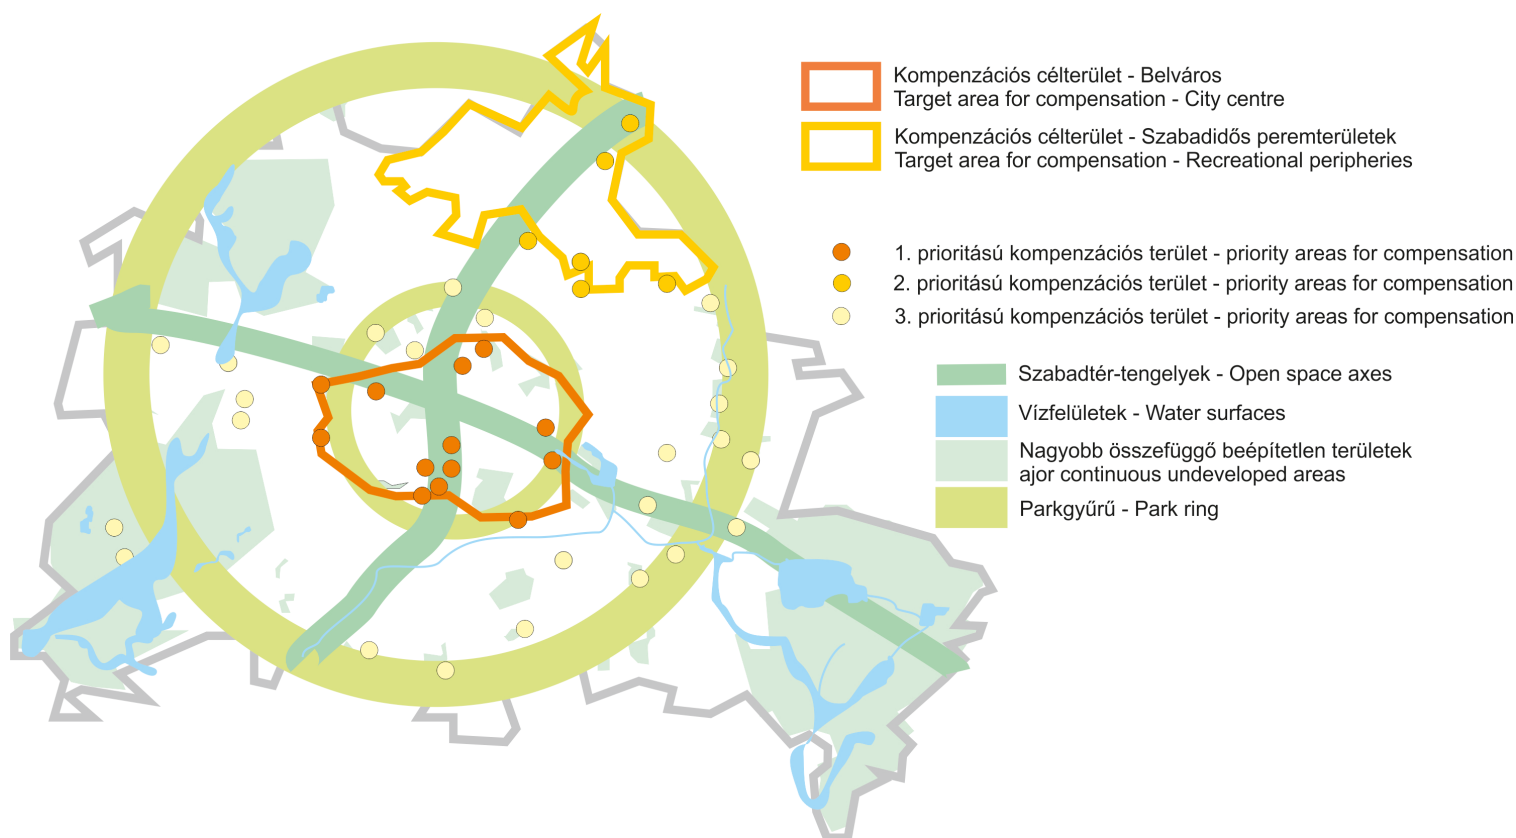 Kompenzációs célterület - Belváros
Target area for compensation - City centre
Kompenzációs célterület - Szabadidős peremterületek
Target area for compensation - Recreational peripheries
1. prioritású kompenzációs terület - priority areas for compensation
2. prioritású kompenzációs terület - priority areas for compensation
3. prioritású kompenzációs terület - priority areas for compensation
Szabadtér-tengelyek - Open space axes
Vízfelületek - Water surfaces
Nagyobb összefüggő beépítetlen területek
ajor continuous undeveloped areas
Parkgyűrű - Park ring